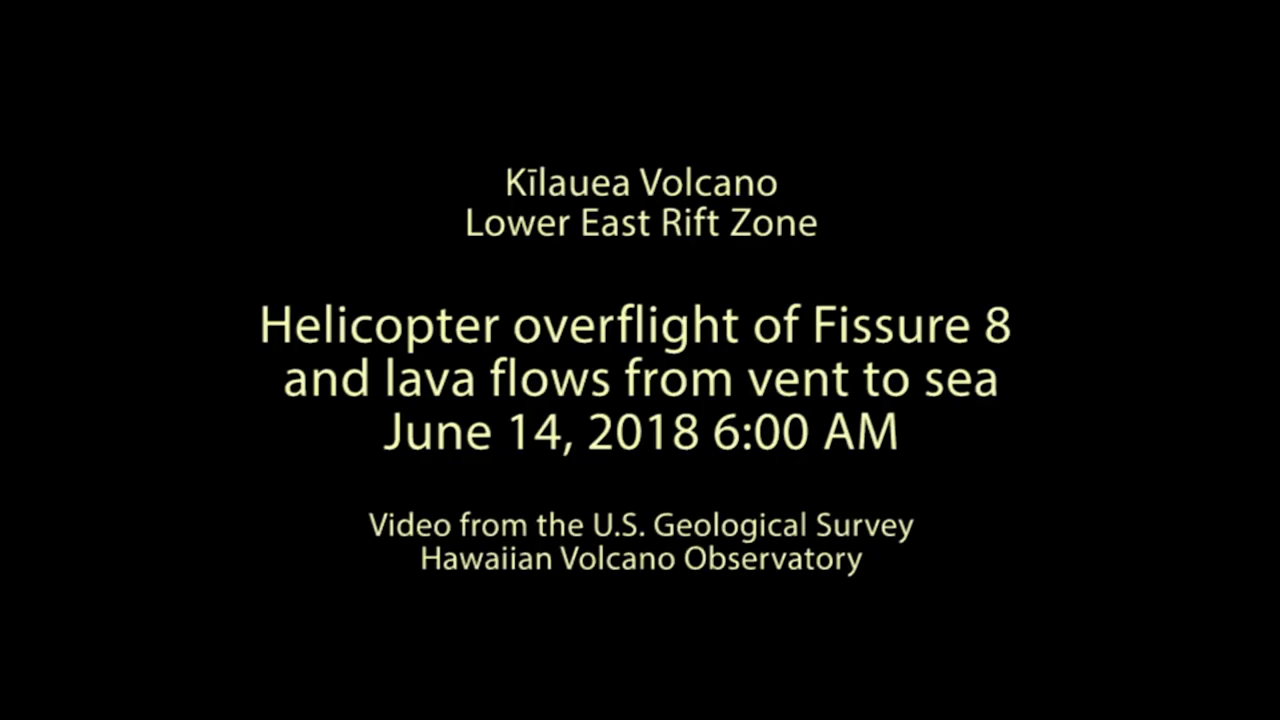 Kīlauea Volcano
Lower East Rift Zone
Helicopter overflight of Fissure 8
and lava flows from vent to sea
June 14, 2018 6:00 AM
Video from the U.S. Geological Survey
Hawaiian Volcano Observatory